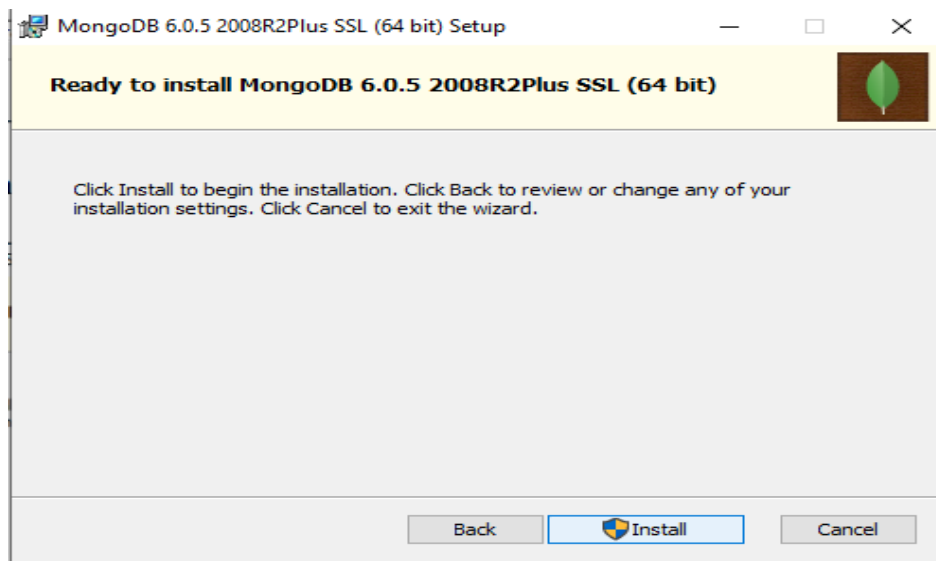 MongoDB 6.0.5 2008R2Plus SSL (64 bit) Setup
Ready to install MongoDB 6.0.5 2008R2Plus SSL (64 bit)
Click Install to begin the installation. Click Back to review or change any of your
installation settings. Click Cancel to exit the wizard.
Back
Install
Cancel